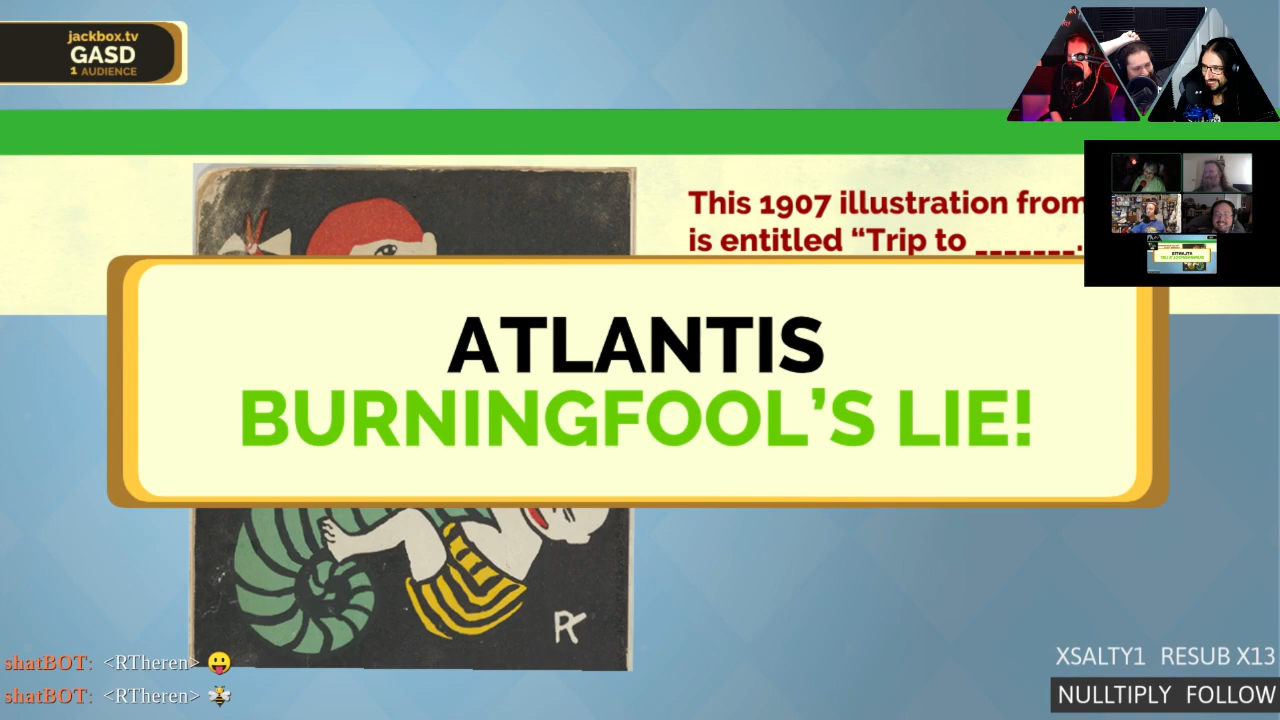 jackbox.tv
GASD
1 AUDIENCE
This 1907 illustration from
is entitled “Trip to _______.
ATLANTIS
BURNINGFOOL’S LIE!
RK
shatBOT: <RTheren> 😛
shatBOT: <RTheren> 🐝
XSALTY1 RESUB X13
NULLTIPLY FOLLOW